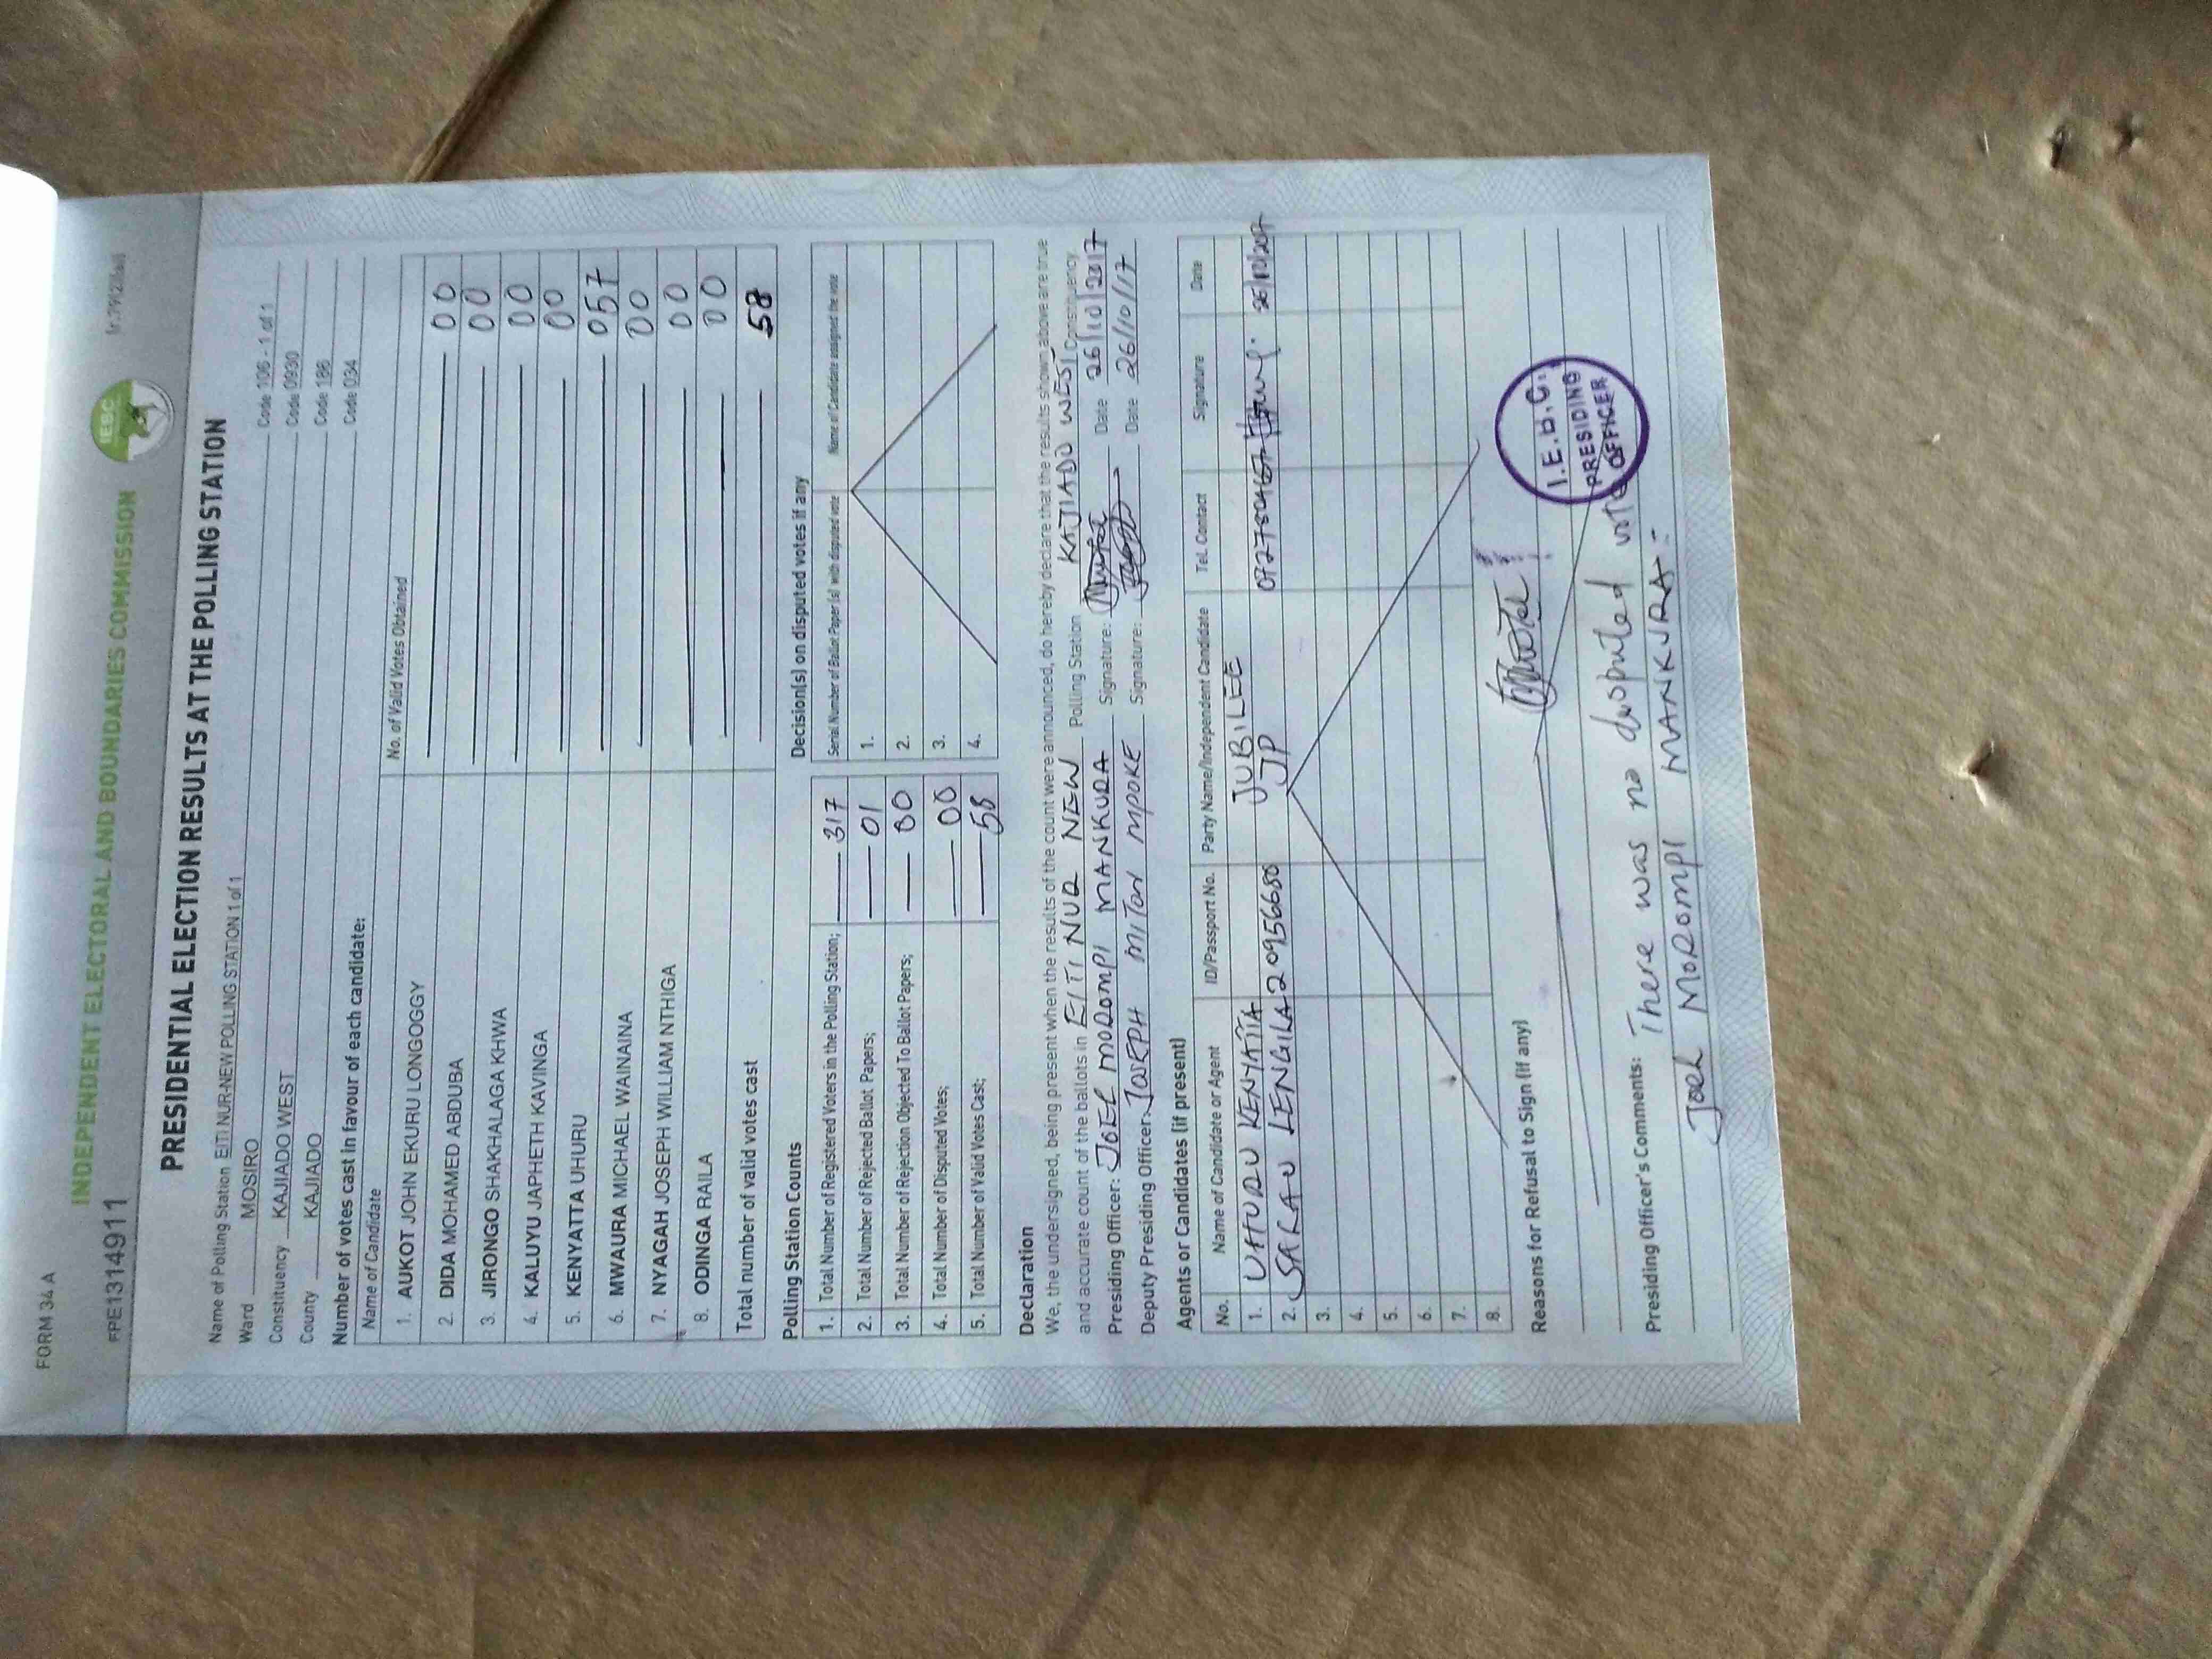 FORM 34 A
INDEPENDENT ELECTORAL AND BOUNDARIES COMMISSION
IEBC
FPE1314911
PRESIDENTIAL ELECTION RESULTS AT THE POLLING STATION
Name of Polling Station EITI NUR-NEW POLLING STATION 1 of 1 Code 106 - 1 of 1
Ward MOSIRO Code 0930
Constituency KAJIADO WEST Code 186
County KAJIADO Code 034
Number of votes cast in favour of each candidate:
Name of Candidate No. of Valid Votes Obtained
1. AUKOT JOHN EKURU LONGOGGY 00
2. DIDA MOHAMED ABDUBA 00
3. JIRONGO SHAKHALAGA KHWA 00
4. KALUYU JAPHETH KAVINGA 00
5. KENYATTA UHURU 057
6. MWAURA MICHAEL WAINAINA 00
7. NYAGAH JOSEPH WILLIAM NTHIGA 00
8. ODINGA RAILA 00
Total number of valid votes cast 58
Polling Station Counts
1. Total Number of Registered Voters in the Polling Station; 317
2. Total Number of Rejected Ballot Papers; 01
3. Total Number of Rejection Objected To Ballot Papers; 00
4. Total Number of Disputed Votes; 00
5. Total Number of Valid Votes Cast; 58
Decision(s) on disputed votes if any
Serial Number of Ballot Paper (s) with disputed vote Name of Candidate assigned the vote
1.
2.
3.
4.
Declaration
We, the undersigned, being present when the results of the count were announced, do hereby declare that the results shown above are true
and accurate count of the ballots in EITI NUR NEW Polling Station KAJIADO WEST Constituency.
Presiding Officer: JOEL MOROMPI MANKURA Signature: Date 26/10/2017
Deputy Presiding Officer: JOSEPH MITON MPOKE Signature: Date 26/10/17
Agents or Candidates (if present)
No. Name of Candidate or Agent ID/Passport No. Party Name/Independent Candidate Tel. Contact Signature Date
1. UHURU KENYATTA JUBILEE
2. SALAU LENGILA 20956680 JP 26/10/2017
3.
4.
5.
6.
7.
8.
Reasons for Refusal to Sign (if any)
I.E.B.C.
PRESIDING
OFFICER
Presiding Officer's Comments: There was no disputed vote
Joel MOROMPI MANKURA